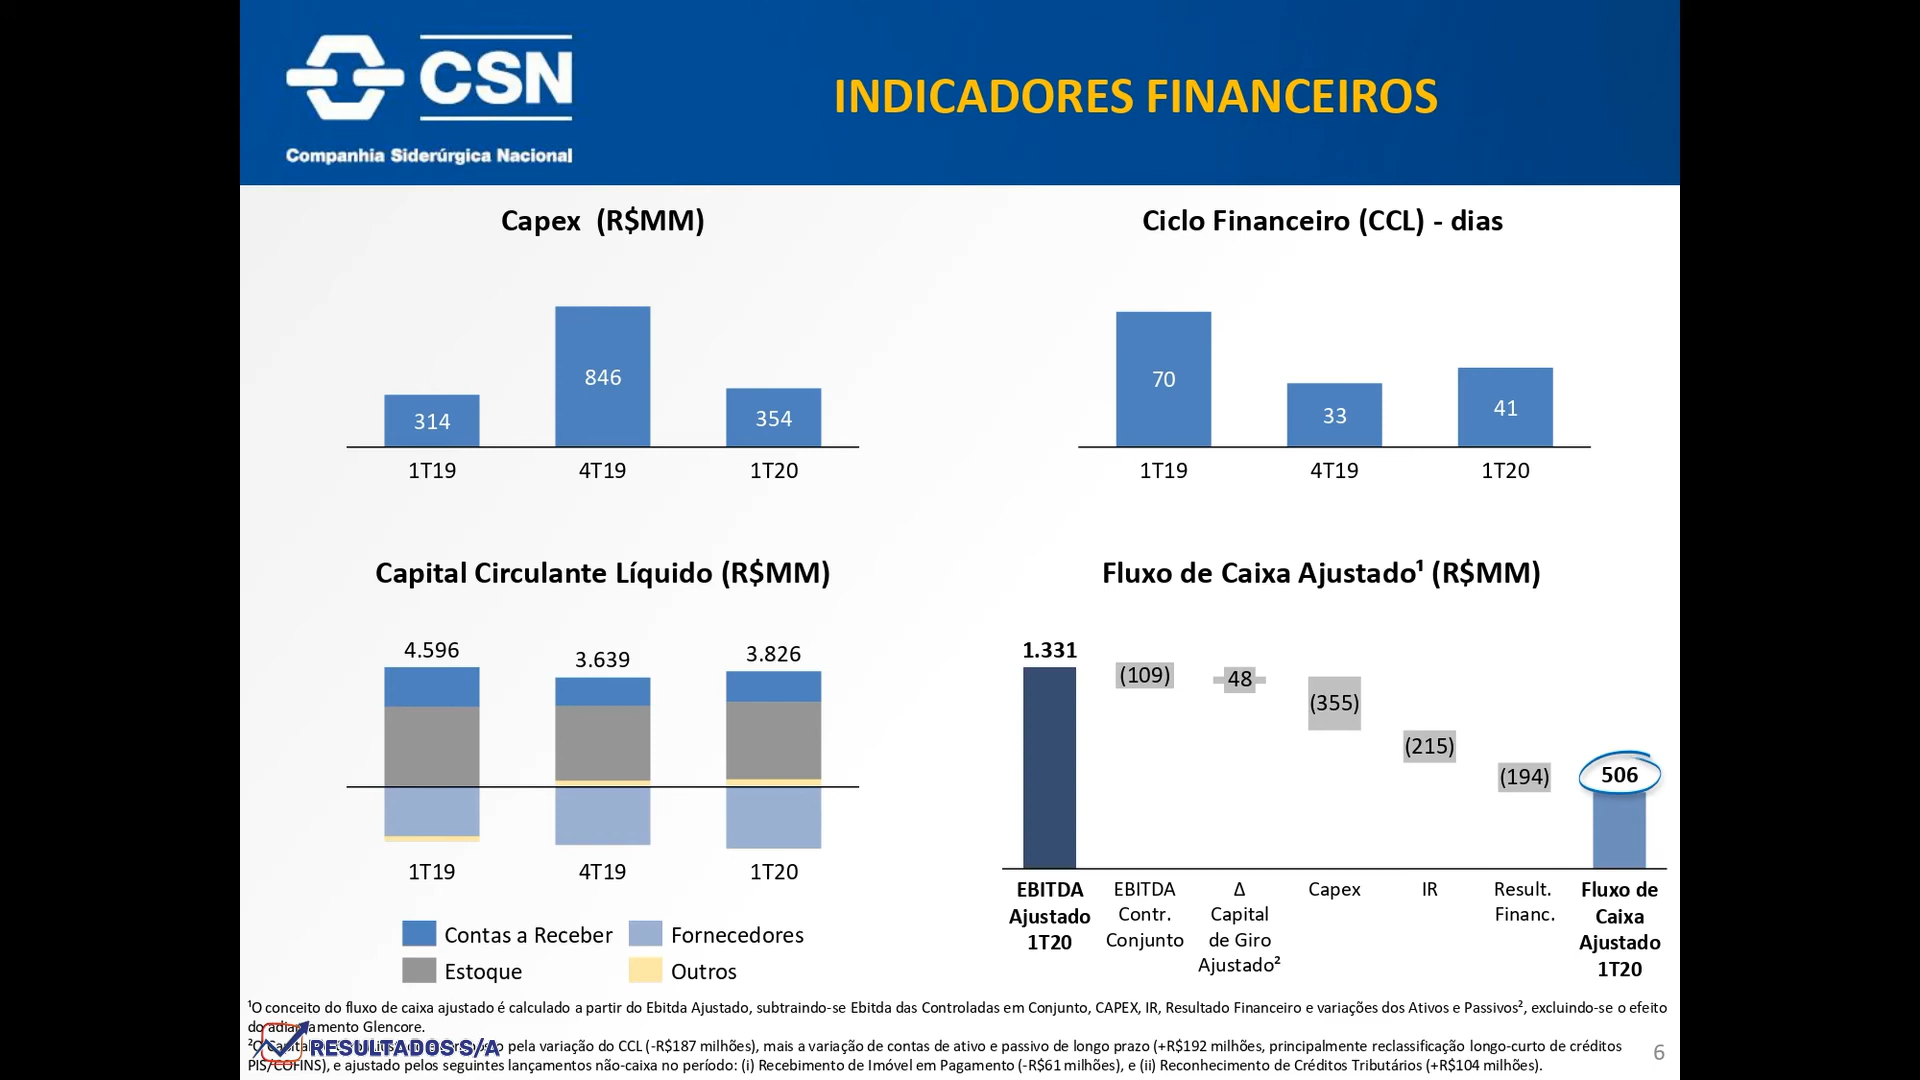 CSN
Companhia Siderúrgica Nacional
INDICADORES FINANCEIROS
Capex (R$MM)
314
846
354
1T19
4T19
1T20
Ciclo Financeiro (CCL) - dias
70
33
41
1T19
4T19
1T20
Capital Circulante Líquido (R$MM)
4.596
3.639
3.826
1T19
4T19
1T20
Contas a Receber
Fornecedores
Estoque
Outros
Fluxo de Caixa Ajustado¹ (R$MM)
1.331
(109)
48
(355)
(215)
(194)
506
EBITDA
Ajustado
1T20
EBITDA
Contr.
Conjunto
Δ
Capital
de Giro
Ajustado²
Capex
IR
Result.
Financ.
Fluxo de
Caixa
Ajustado
1T20
¹O conceito do fluxo de caixa ajustado é calculado a partir do Ebitda Ajustado, subtraindo-se Ebitda das Controladas em Conjunto, CAPEX, IR, Resultado Financeiro e variações dos Ativos e Passivos², excluindo-se o efeito
do adiantamento Glencore.
²O Capital pela variação do CCL (-R$187 milhões), mais a variação de contas de ativo e passivo de longo prazo (+R$192 milhões, principalmente reclassificação longo-curto de créditos
PIS/COFINS), e ajustado pelos seguintes lançamentos não-caixa no período: (i) Recebimento de Imóvel em Pagamento (-R$61 milhões), e (ii) Reconhecimento de Créditos Tributários (+R$104 milhões).
RESULTADOS S/A
6